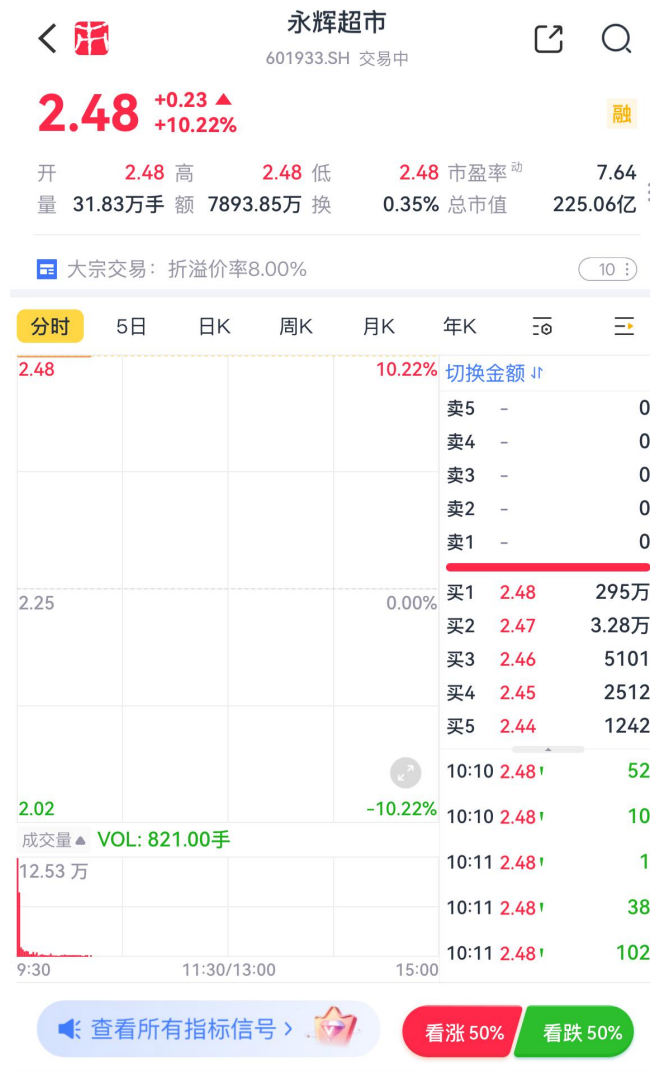 永辉超市
601933.SH 交易中
2.48 +0.23
+10.22%
融
开 2.48 高 2.48 低 2.48 市盈率动 7.64
量 31.83万手 额 7893.85万 换 0.35% 总市值 225.06亿
大宗交易：折溢价率8.00% 10
分时 5日 日K 周K 月K 年K
2.48 10.22%
2.25 0.00%
2.02 -10.22%
成交量 VOL: 821.00手
12.53 万
9:30 11:30/13:00 15:00
切换金额
卖5 - 0
卖4 - 0
卖3 - 0
卖2 - 0
卖1 - 0
买1 2.48 295万
买2 2.47 3.28万
买3 2.46 5101
买4 2.45 2512
买5 2.44 1242
10:10 2.48 52
10:10 2.48 10
10:11 2.48 1
10:11 2.48 38
10:11 2.48 102
查看所有指标信号
看涨 50% 看跌 50%